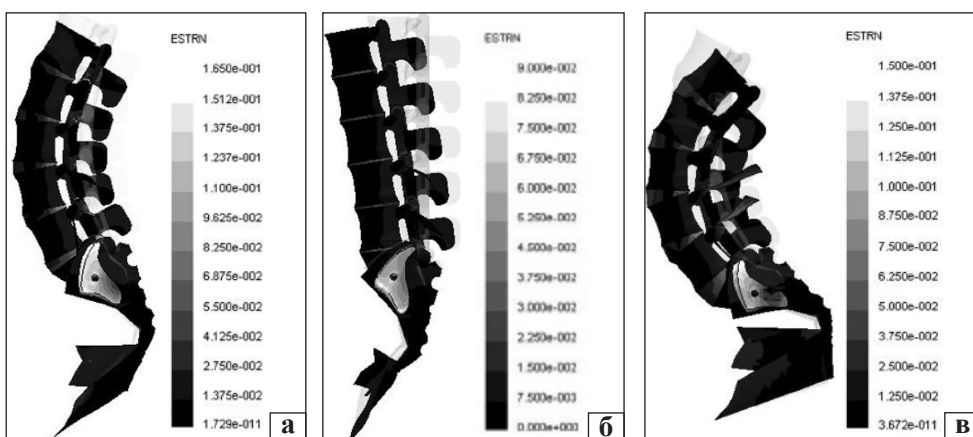 ESTRN
1.650e-001
1.512e-001
1.375e-001
1.237e-001
1.100e-001
9.625e-002
8.250e-002
6.875e-002
5.500e-002
4.125e-002
2.750e-002
1.375e-002
1.729e-011
а
ESTRN
9.000e-002
8.250e-002
7.500e-002
6.750e-002
6.000e-002
5.250e-002
4.500e-002
3.750e-002
3.000e-002
2.250e-002
1.500e-002
7.500e-003
0.000e+000
б
ESTRN
1.500e-001
1.375e-001
1.250e-001
1.125e-001
1.000e-001
8.750e-002
7.500e-002
6.250e-002
5.000e-002
3.750e-002
2.500e-002
1.250e-002
3.672e-011
в